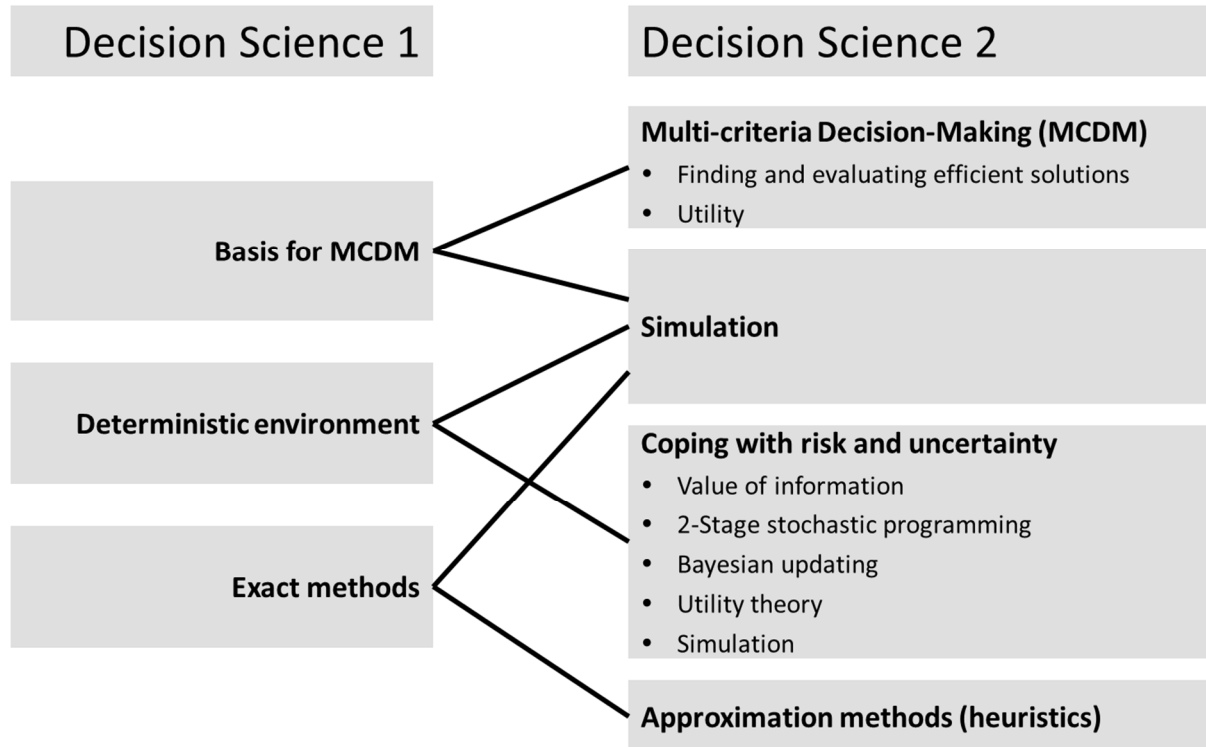 Decision Science 1
Decision Science 2
Basis for MCDM
Deterministic environment
Exact methods
Multi-criteria Decision-Making (MCDM)
• Finding and evaluating efficient solutions
• Utility
Simulation
Coping with risk and uncertainty
• Value of information
• 2-Stage stochastic programming
• Bayesian updating
• Utility theory
• Simulation
Approximation methods (heuristics)